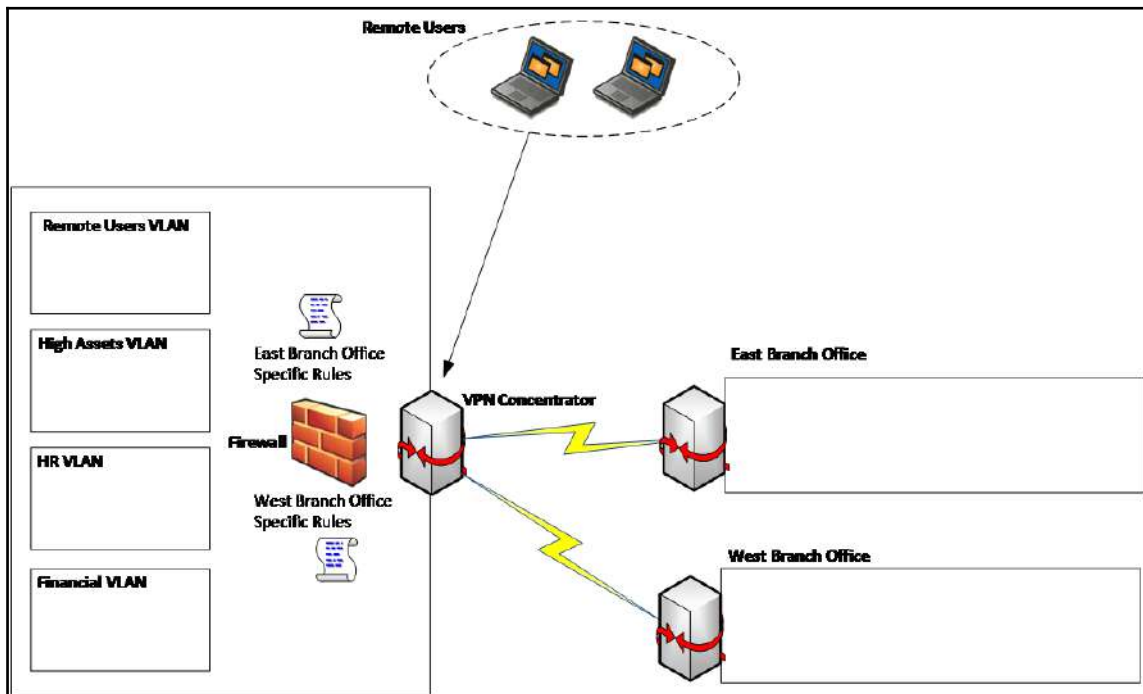 Remote Users
Remote Users VLAN
High Assets VLAN
HR VLAN
Financial VLAN
East Branch Office
Specific Rules
Firewall
West Branch Office
Specific Rules
VPN Concentrator
East Branch Office
West Branch Office